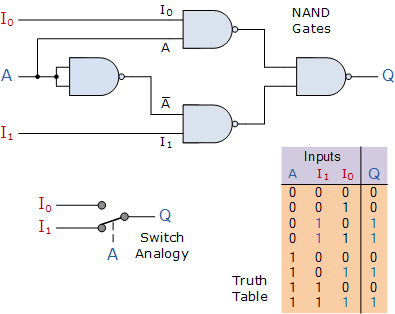 I₀
I₀
NAND
Gates
A
A
Q
A̅
I₁
I₁
Inputs
A I₁ I₀ Q
0 0 0 0
0 0 1 0
0 1 0 1
0 1 1 1
1 0 0 0
1 0 1 1
1 1 0 0
1 1 1 1
I₀
I₁
Q
Switch
Analogy
A
Truth
Table